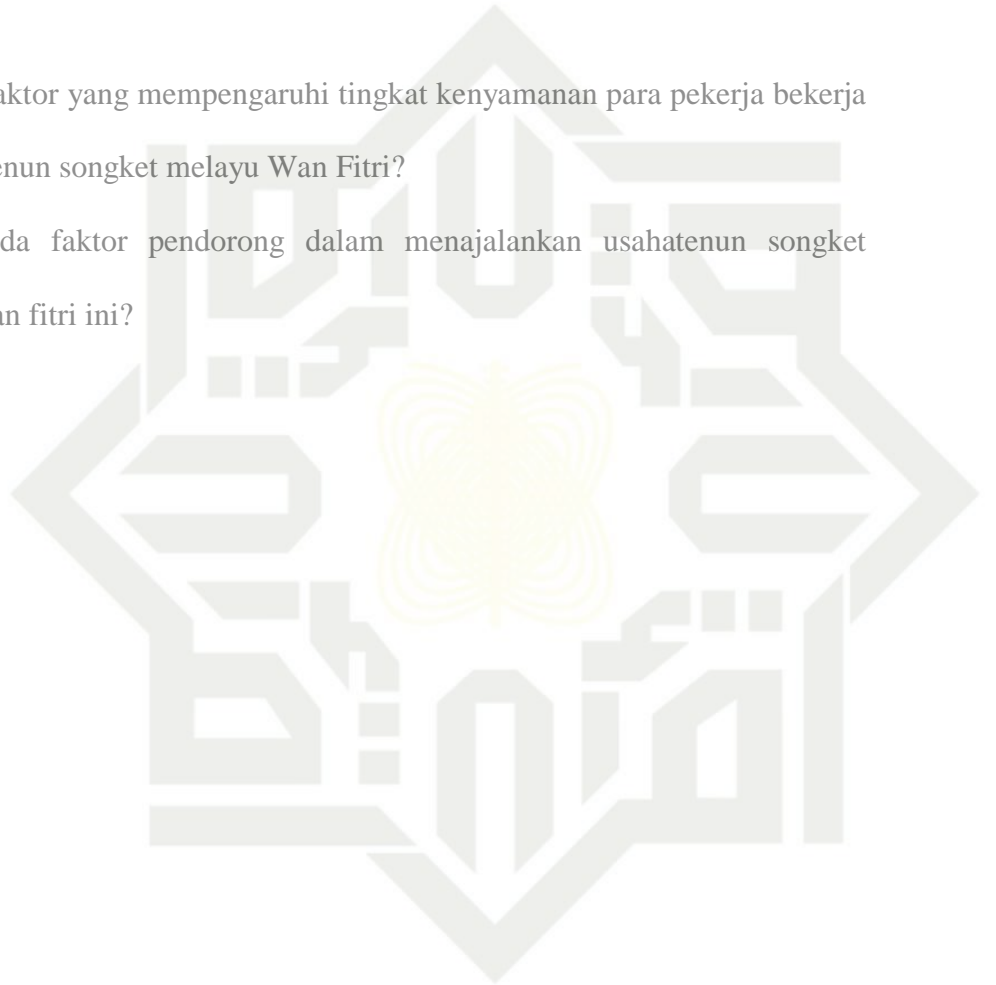 aktor yang mempengaruhi tingkat kenyamanan para pekerja bekerja
enun songket melayu Wan Fitri?
da faktor pendorong dalam menajalankan usahatenun songket
an fitri ini?